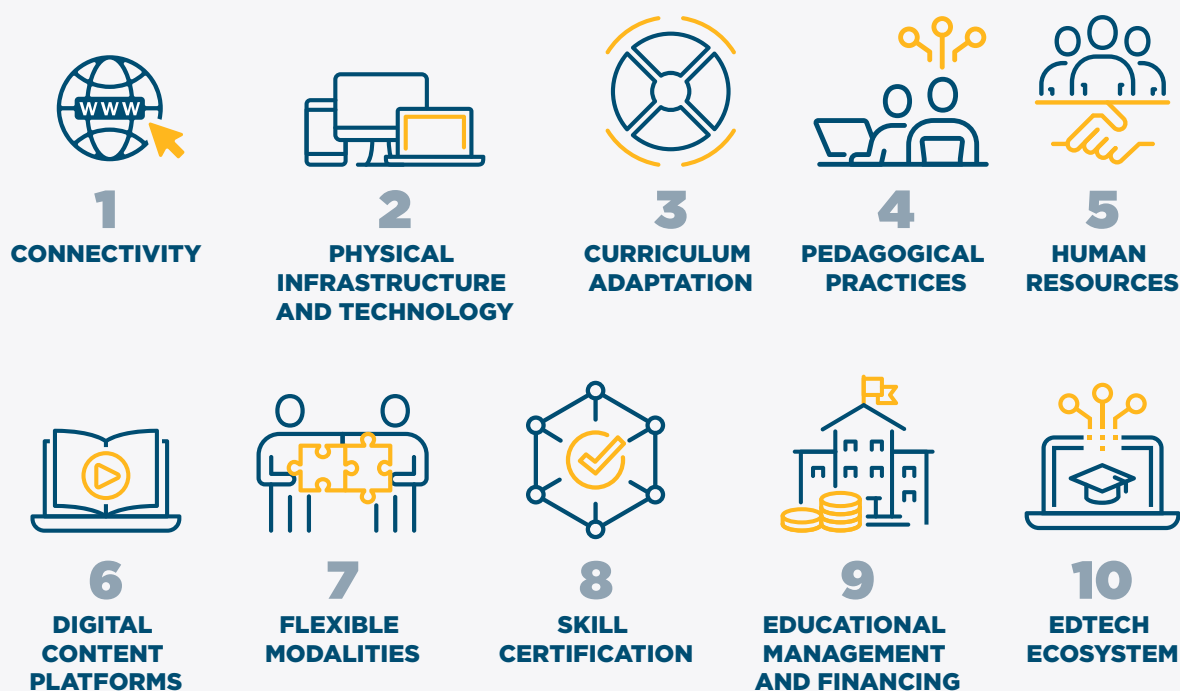 WWW
1
CONNECTIVITY
2
PHYSICAL
INFRASTRUCTURE
AND TECHNOLOGY
3
CURRICULUM
ADAPTATION
4
PEDAGOGICAL
PRACTICES
5
HUMAN
RESOURCES
6
DIGITAL
CONTENT
PLATFORMS
7
FLEXIBLE
MODALITIES
8
SKILL
CERTIFICATION
9
EDUCATIONAL
MANAGEMENT
AND FINANCING
10
EDTECH
ECOSYSTEM